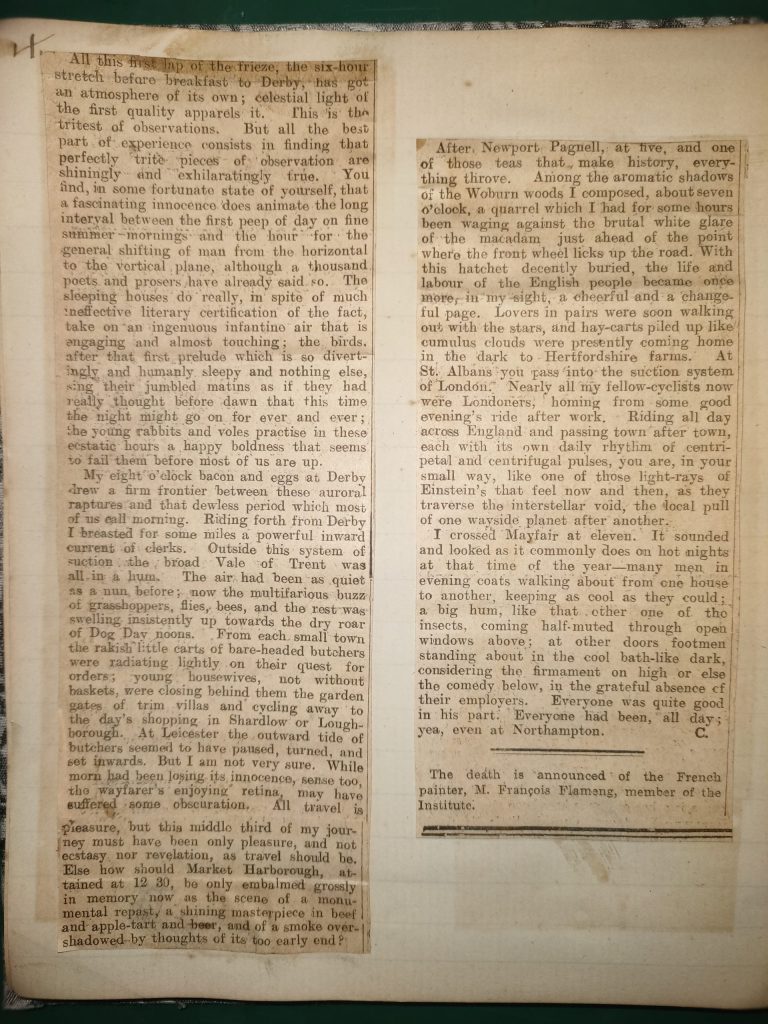 4.
All this first lap of the frieze, the six-hour
stretch before breakfast to Derby, has got
an atmosphere of its own; celestial light of
the first quality apparels it. This is the
tritest of observations. But all the best
part of experience consists in finding that
perfectly trite pieces of observation are
shiningly and exhilaratingly true. You
find, in some fortunate state of yourself, that
a fascinating innocence does animate the long
interval between the first peep of day on fine
summer mornings and the hour for the
general shifting of man from the horizontal
to the vertical plane, although a thousand
poets and prosers have already said so. The
sleeping houses do really, in spite of much
ineffective literary certification of the fact,
take on an ingenuous infantine air that is
engaging and almost touching; the birds,
after that first prelude which is so divert-
ingly and humanly sleepy and nothing else,
sing their jumbled matins as if they had
really thought before dawn that this time
the night might go on for ever and ever;
the young rabbits and voles practise in these
ecstatic hours a happy boldness that seems
to fail them before most of us are up.
My eight o'clock bacon and eggs at Derby
drew a firm frontier between these auroral
raptures and that dewless period which most
of us call morning. Riding forth from Derby
I breasted for some miles a powerful inward
current of clerks. Outside this system of
suction the broad Vale of Trent was
all in a hum. The air had been as quiet
as a nun before; now the multifarious buzz
of grasshoppers, flies, bees, and the rest was
swelling insistently up towards the dry roar
of Dog Day noons. From each small town
the rakish little carts of bare-headed butchers
were radiating lightly on their quest for
orders; young housewives, not without
baskets, were closing behind them the garden
gates of trim villas and cycling away to
the day's shopping in Shardlow or Lough-
borough. At Leicester the outward tide of
butchers seemed to have paused, turned, and
set inwards. But I am not very sure. While
morn had been losing its innocence, sense too,
the wayfarer's enjoying retina, may have
suffered some obscuration. All travel is
pleasure, but this middle third of my jour-
ney must have been only pleasure, and not
ecstasy nor revelation, as travel should be.
Else how should Market Harborough, at-
tained at 12 30, be only embalmed grossly
in memory now as the scene of a monu-
mental repast, a shining masterpiece in beef
and apple-tart and beer, and of a smoke over-
shadowed by thoughts of its too early end?
After Newport Pagnell, at five, and one
of those teas that make history, every-
thing throve. Among the aromatic shadows
of the Woburn woods I composed, about seven
o'clock, a quarrel which I had for some hours
been waging against the brutal white glare
of the macadam just ahead of the point
where the front wheel licks up the road. With
this hatchet decently buried, the life and
labour of the English people became once
more, in my sight, a cheerful and a change-
ful page. Lovers in pairs were soon walking
out with the stars, and hay-carts piled up like
cumulus clouds were presently coming home
in the dark to Hertfordshire farms. At
St. Albans you pass into the suction system
of London. Nearly all my fellow-cyclists now
were Londoners, homing from some good
evening's ride after work. Riding all day
across England and passing town after town,
each with its own daily rhythm of centri-
petal and centrifugal pulses, you are, in your
small way, like one of those light-rays of
Einstein's that feel now and then, as they
traverse the interstellar void, the local pull
of one wayside planet after another.
I crossed Mayfair at eleven. It sounded
and looked as it commonly does on hot nights
at that time of the year—many men in
evening coats walking about from one house
to another, keeping as cool as they could;
a big hum, like that other one of the
insects, coming half-muted through open
windows above; at other doors footmen
standing about in the cool bath-like dark,
considering the firmament on high or else
the comedy below, in the grateful absence of
their employers. Everyone was quite good
in his part. Everyone had been, all day;
yea, even at Northampton. C.
The death is announced of the French
painter, M. François Flameng, member of the
Institute.